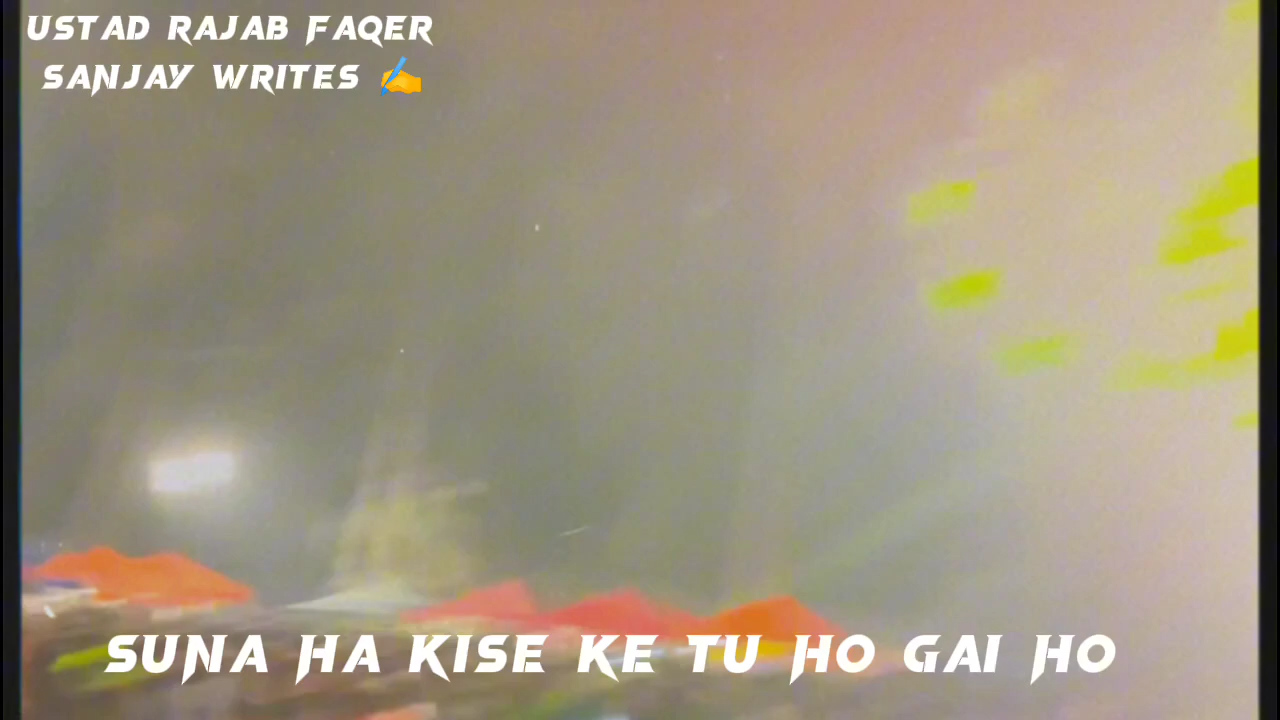 USTAD RAJAB FAQER
SANJAY WRITES ✍
SUNA HA KISE KE TU HO GAI HO